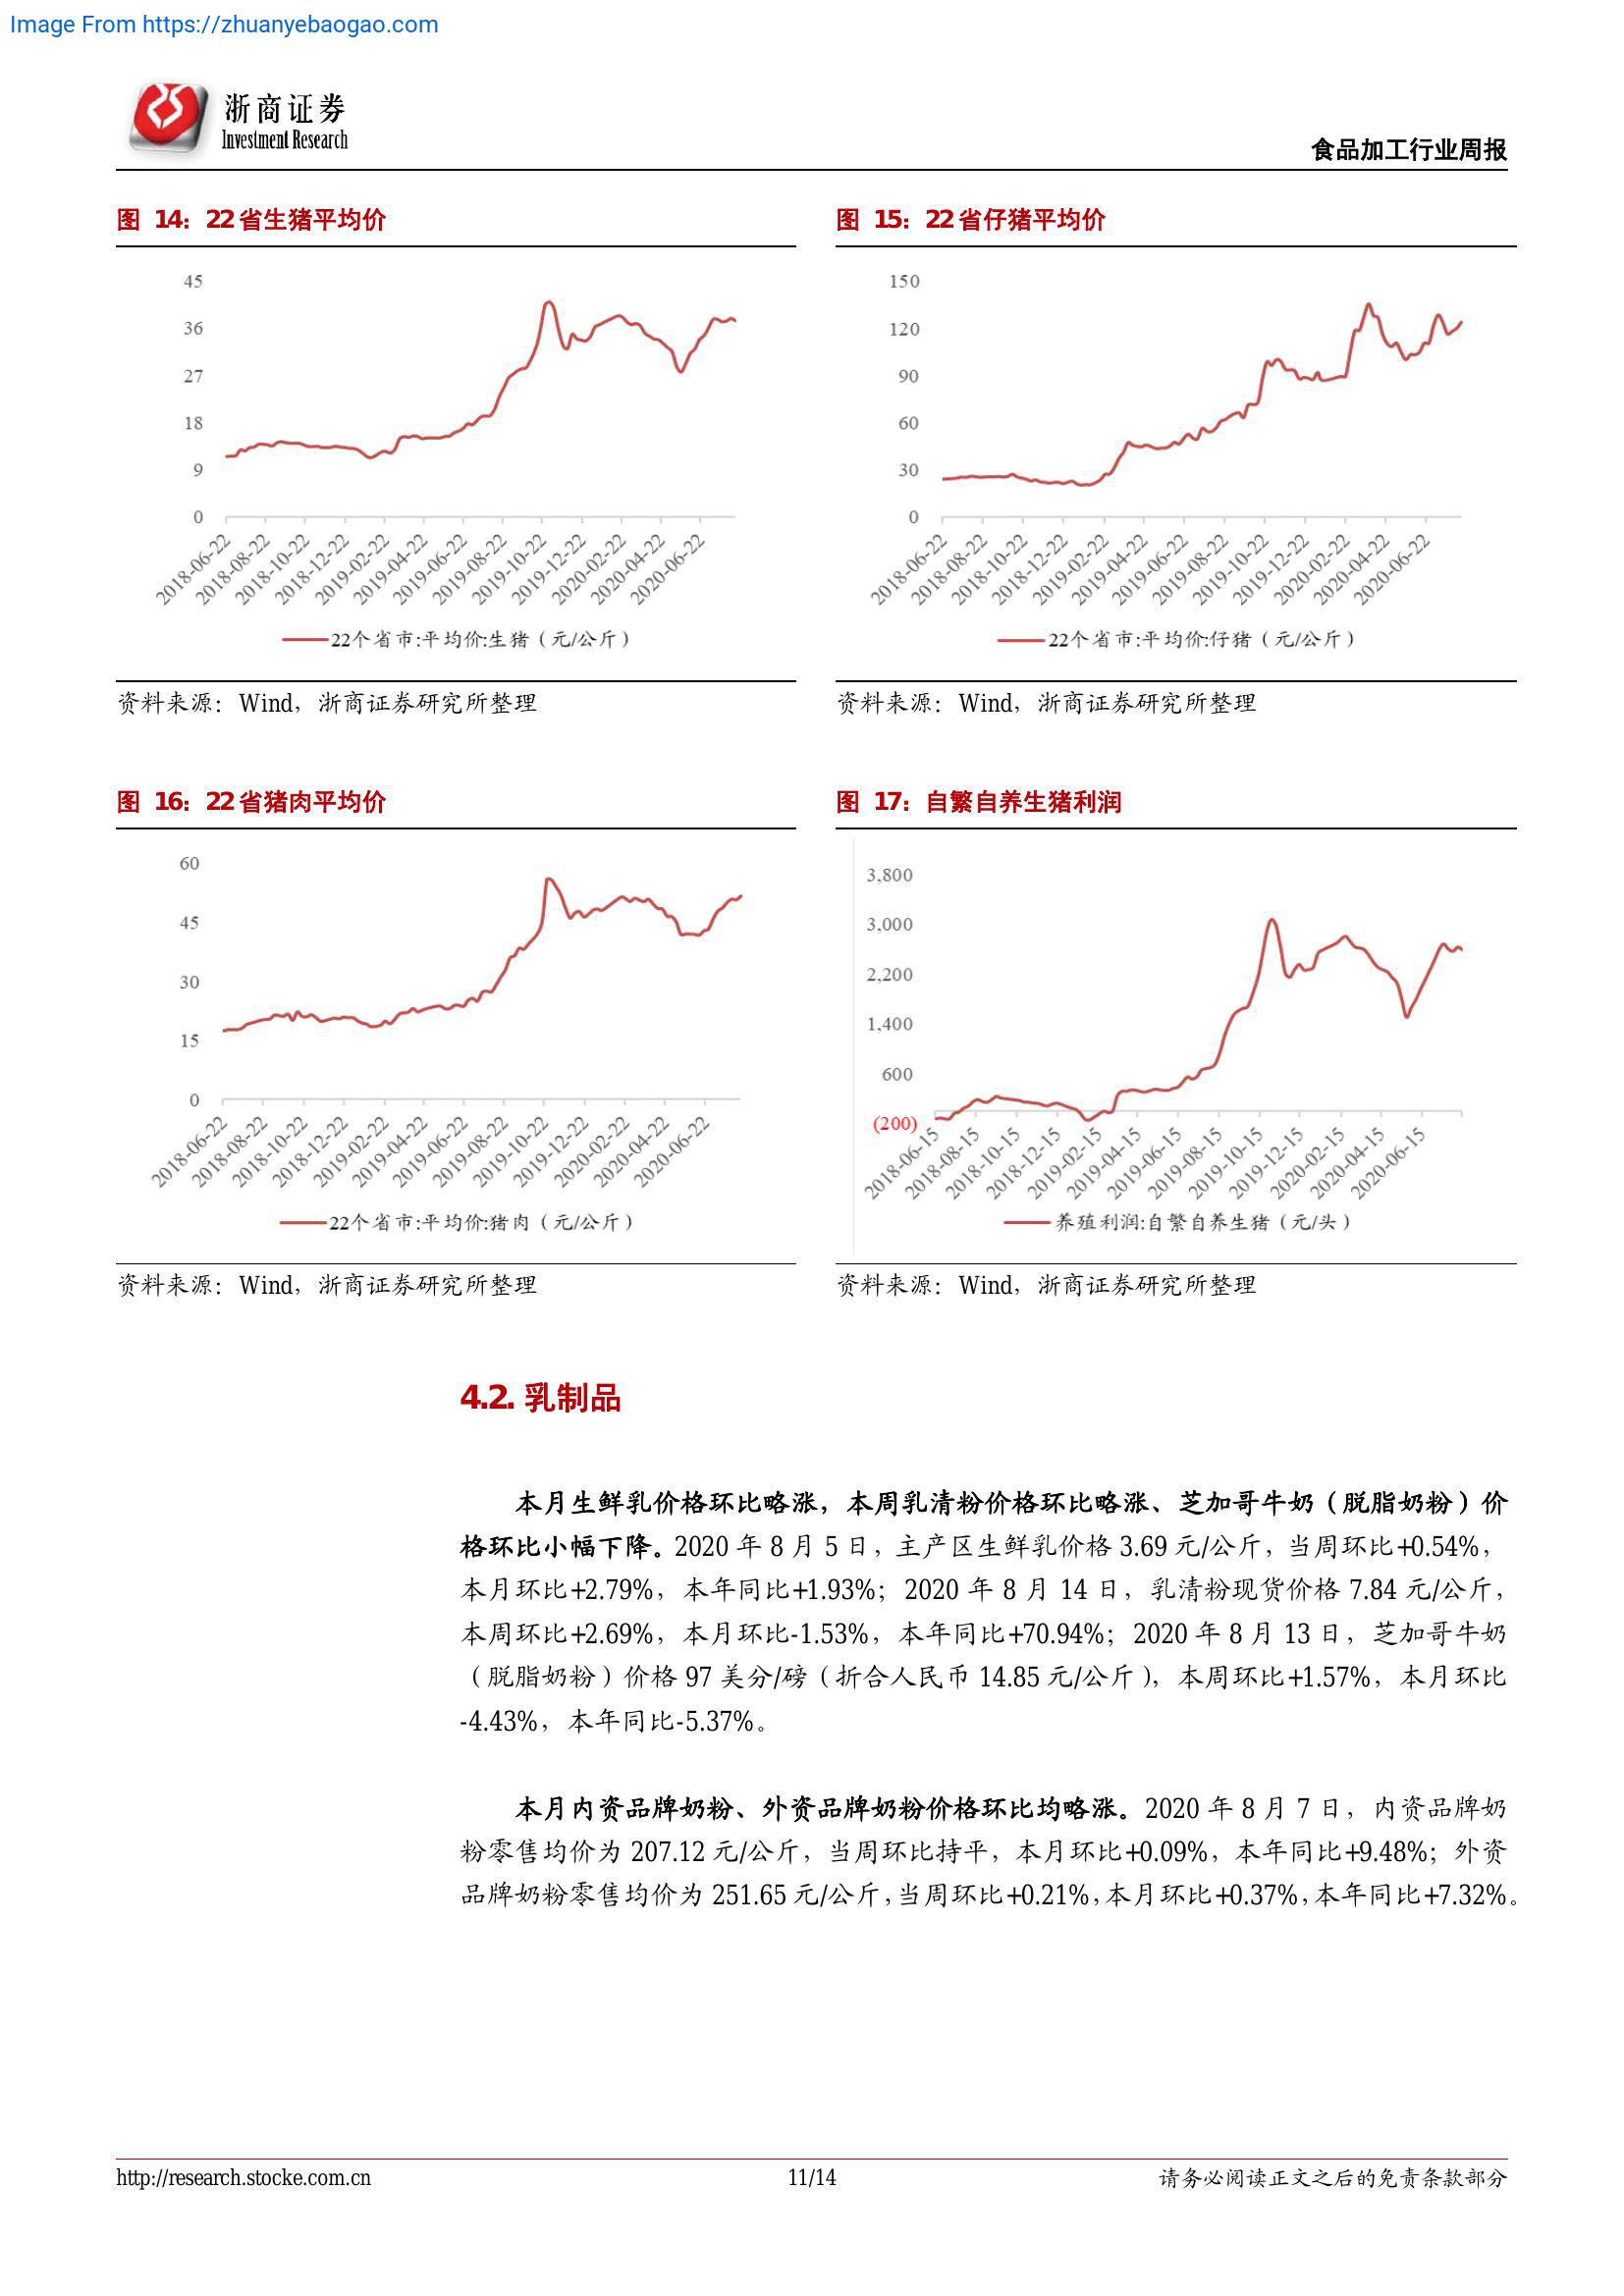 Image From https://zhuanyebaogao.com
浙商证券
Investment Research
食品加工行业周报
图 14：22省生猪平均价
45
36
27
18
9
0
2018-06-22
2018-08-22
2018-10-22
2018-12-22
2019-02-22
2019-04-22
2019-06-22
2019-08-22
2019-10-22
2019-12-22
2020-02-22
2020-04-22
2020-06-22
22个省市:平均价:生猪（元/公斤）
资料来源：Wind，浙商证券研究所整理
图 15：22省仔猪平均价
150
120
90
60
30
0
2018-06-22
2018-08-22
2018-10-22
2018-12-22
2019-02-22
2019-04-22
2019-06-22
2019-08-22
2019-10-22
2019-12-22
2020-02-22
2020-04-22
2020-06-22
22个省市:平均价:仔猪（元/公斤）
资料来源：Wind，浙商证券研究所整理
图 16：22省猪肉平均价
60
45
30
15
0
2018-06-22
2018-08-22
2018-10-22
2018-12-22
2019-02-22
2019-04-22
2019-06-22
2019-08-22
2019-10-22
2019-12-22
2020-02-22
2020-04-22
2020-06-22
22个省市:平均价:猪肉（元/公斤）
资料来源：Wind，浙商证券研究所整理
图 17：自繁自养生猪利润
3,800
3,000
2,200
1,400
600
(200)
2018-06-15
2018-08-15
2018-10-15
2018-12-15
2019-02-15
2019-04-15
2019-06-15
2019-08-15
2019-10-15
2019-12-15
2020-02-15
2020-04-15
2020-06-15
养殖利润:自繁自养生猪（元/头）
资料来源：Wind，浙商证券研究所整理
4.2. 乳制品
本月生鲜乳价格环比略涨，本周乳清粉价格环比略涨、芝加哥牛奶（脱脂奶粉）价
格环比小幅下降。2020 年 8 月 5 日，主产区生鲜乳价格 3.69 元/公斤，当周环比+0.54%，
本月环比+2.79%，本年同比+1.93%；2020 年 8 月 14 日，乳清粉现货价格 7.84 元/公斤，
本周环比+2.69%，本月环比-1.53%，本年同比+70.94%；2020 年 8 月 13 日，芝加哥牛奶
（脱脂奶粉）价格 97 美分/磅（折合人民币 14.85 元/公斤），本周环比+1.57%，本月环比
-4.43%，本年同比-5.37%。
本月内资品牌奶粉、外资品牌奶粉价格环比均略涨。2020 年 8 月 7 日，内资品牌奶
粉零售均价为 207.12 元/公斤，当周环比持平，本月环比+0.09%，本年同比+9.48%；外资
品牌奶粉零售均价为 251.65 元/公斤，当周环比+0.21%，本月环比+0.37%，本年同比+7.32%。
http://research.stocke.com.cn
11/14
请务必阅读正文之后的免责条款部分